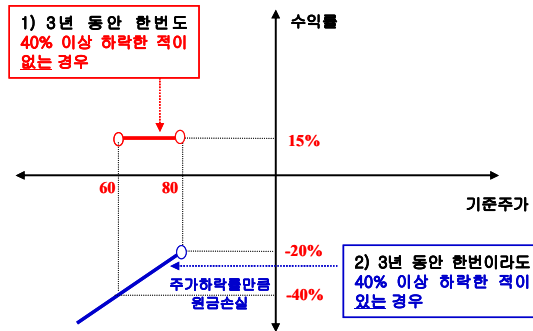 1) 3년 동안 한번도
40% 이상 하락한 적이
없는 경우
수익률
15%
60
80
기준주가
-20%
2) 3년 동안 한번이라도
40% 이상 하락한 적이
있는 경우
주가하락률만큼
원금손실
-40%